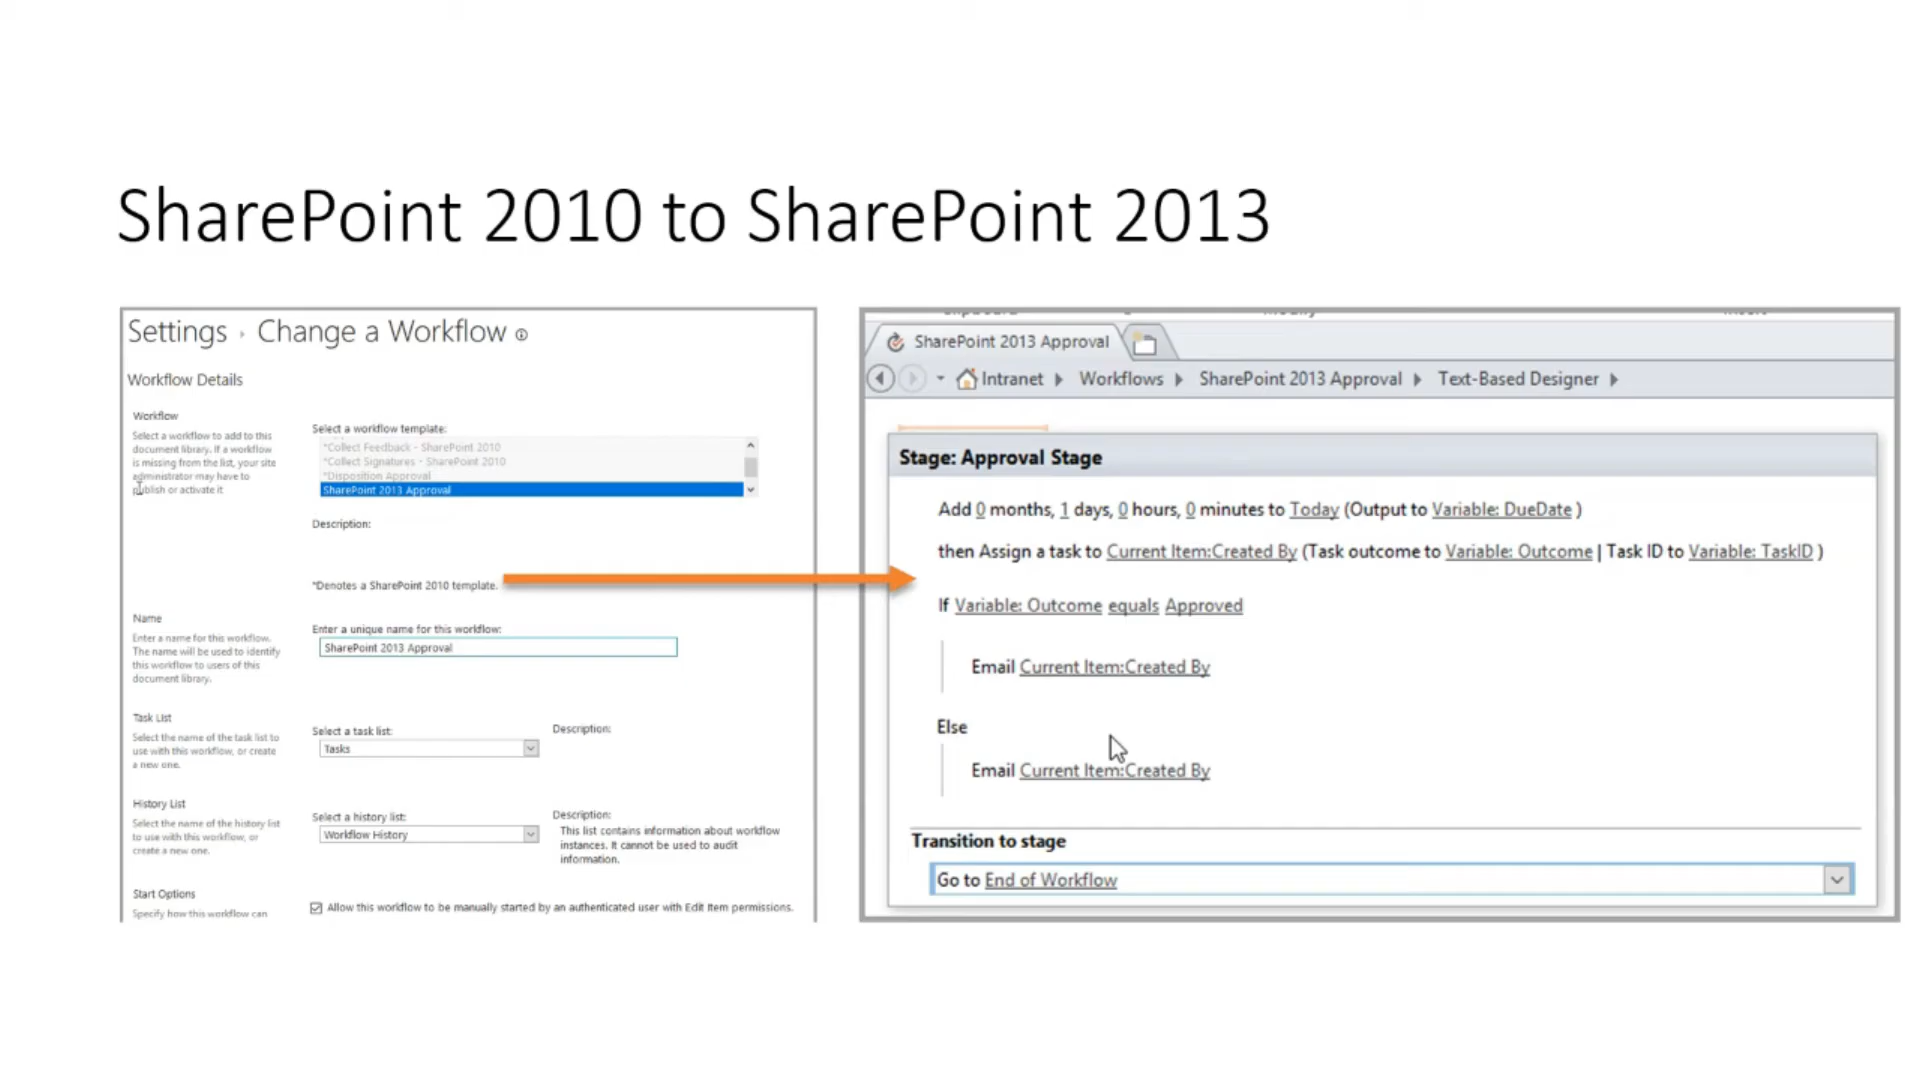 SharePoint 2010 to SharePoint 2013
Settings › Change a Workflow
Workflow Details
Workflow
Select a workflow to add to this
document library. If a workflow
is missing from the list, your site
administrator may have to
publish or activate it
Select a workflow template:
*Collect Feedback - SharePoint 2010
*Collect Signatures - SharePoint 2010
*Disposition Approval
SharePoint 2013 Approval
Description:
*Denotes a SharePoint 2010 template.
Name
Enter a name for this workflow.
The name will be used to identify
this workflow to users of this
document library.
Enter a unique name for this workflow:
SharePoint 2013 Approval
Task List
Select the name of the task list to
use with this workflow, or create
a new one.
Select a task list:
Tasks
Description:
History List
Select the name of the history list
to use with this workflow, or
create a new one.
Select a history list:
Workflow History
Description:
This list contains information about workflow
instances. It cannot be used to audit
information.
Start Options
Specify how this workflow can
Allow this workflow to be manually started by an authenticated user with Edit Item permissions.
SharePoint 2013 Approval
Intranet Workflows SharePoint 2013 Approval Text-Based Designer
Stage: Approval Stage
Add 0 months, 1 days, 0 hours, 0 minutes to Today (Output to Variable: DueDate )
then Assign a task to Current Item:Created By (Task outcome to Variable: Outcome | Task ID to Variable: TaskID )
If Variable: Outcome equals Approved
Email Current Item:Created By
Else
Email Current Item:Created By
Transition to stage
Go to End of Workflow